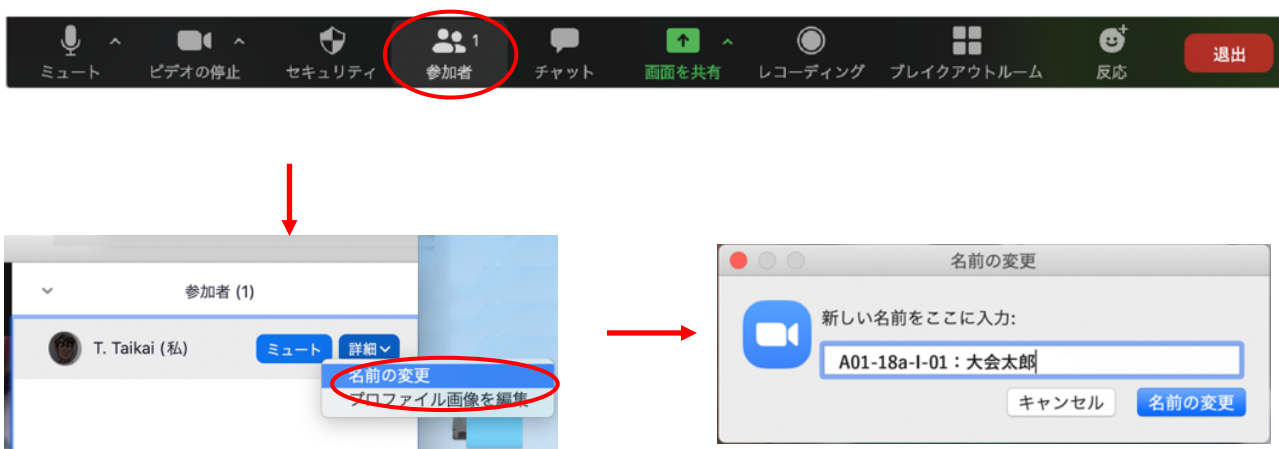 1
ミュート ビデオの停止 セキュリティ 参加者 チャット 画面を共有 レコーディング ブレイクアウトルーム 反応 退出
参加者 (1)
T. Taikai (私) ミュート 詳細
名前の変更
プロファイル画像を編集
名前の変更
新しい名前をここに入力:
A01-18a-I-01：大会太郎
キャンセル 名前の変更